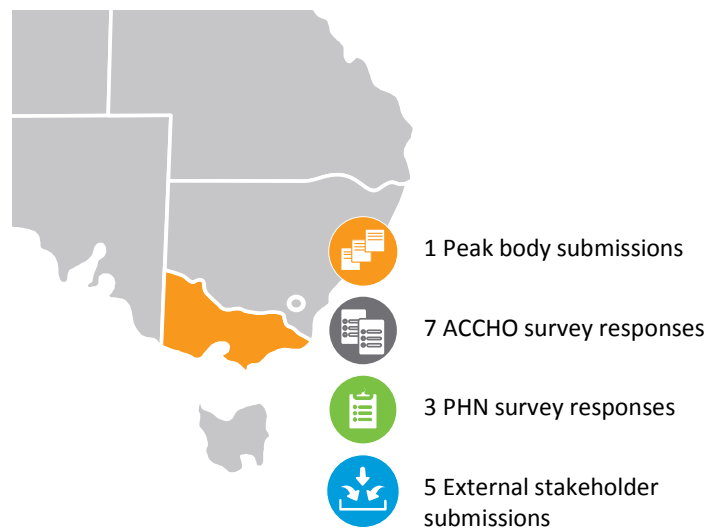 1 Peak body submissions
7 ACCHO survey responses
3 PHN survey responses
5 External stakeholder
submissions